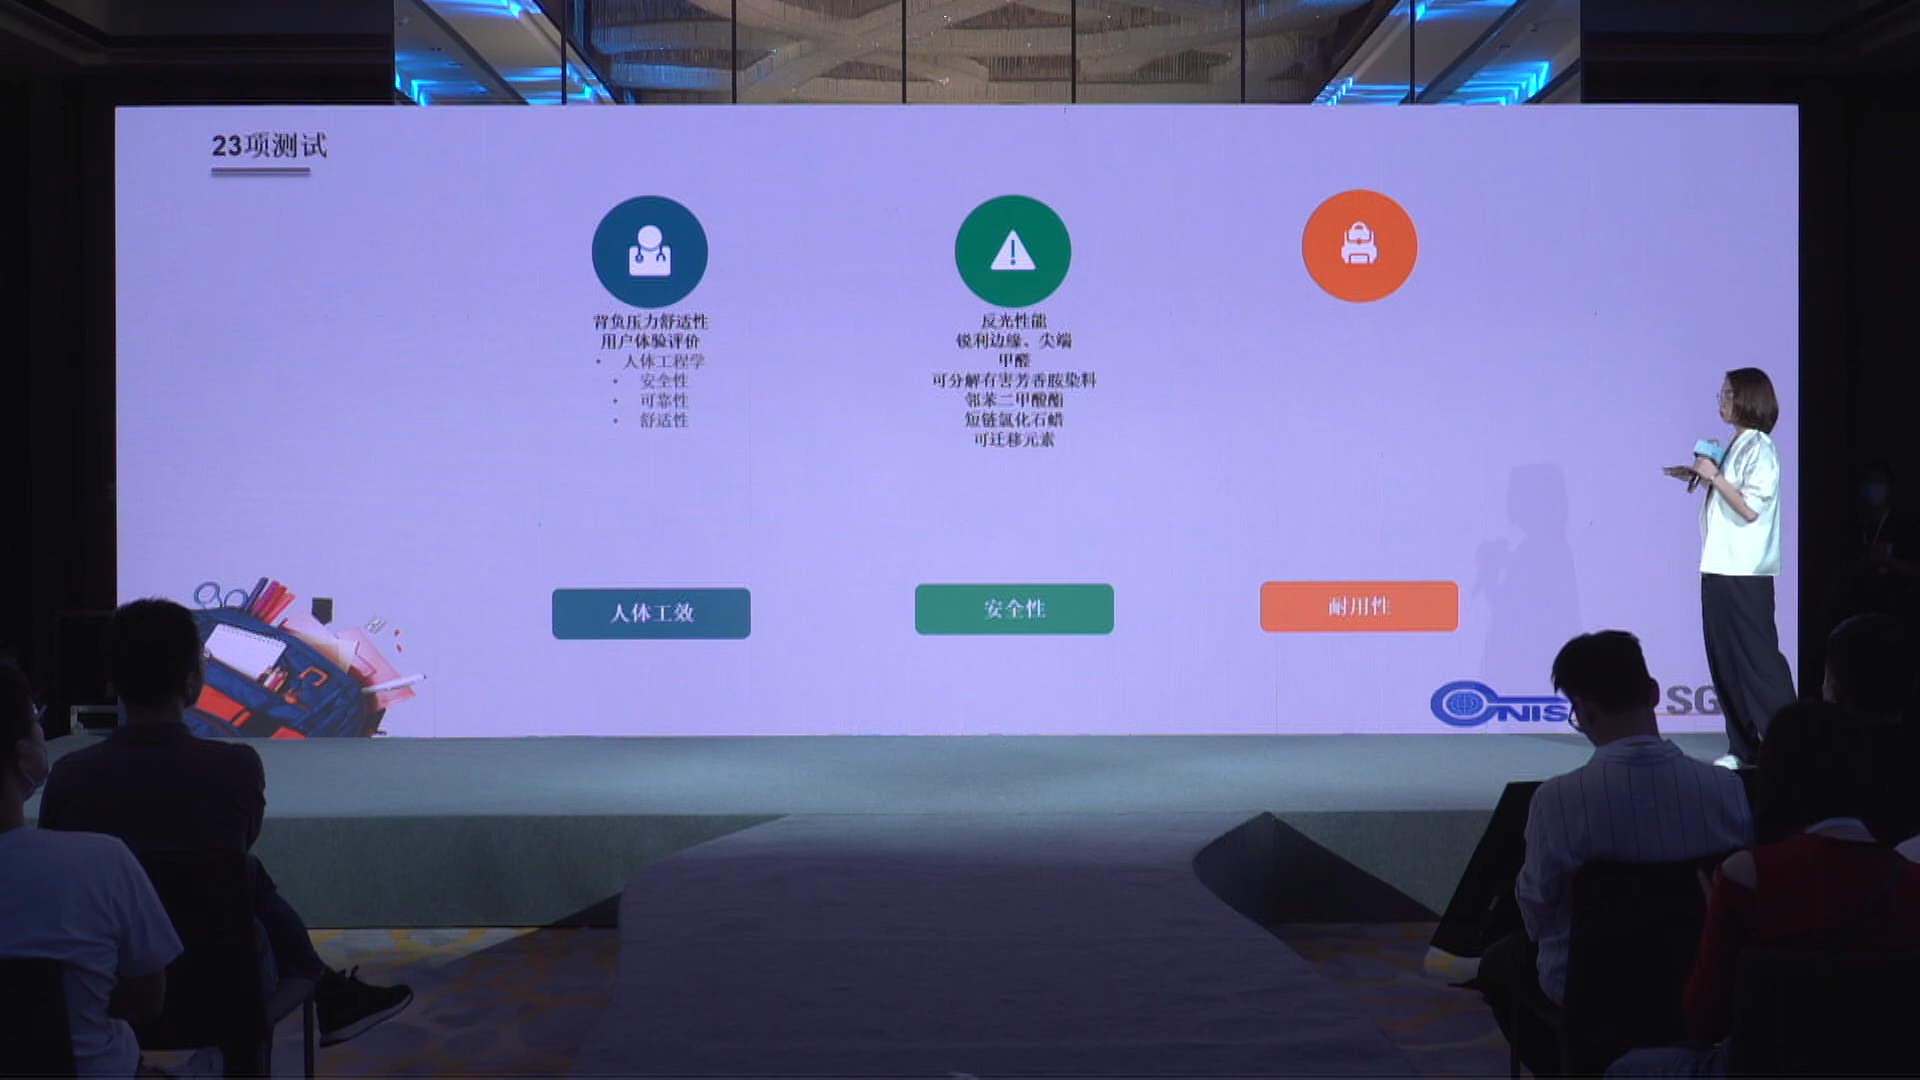 23项测试
背负压力舒适性
用户体验评价
• 人体工程学
• 安全性
• 可靠性
• 舒适性
反光性能
锐利边缘、尖端
甲醛
可分解有害芳香胺染料
邻苯二甲酸酯
短链氯化石蜡
可迁移元素
人体工效
安全性
耐用性
CNIS
SG